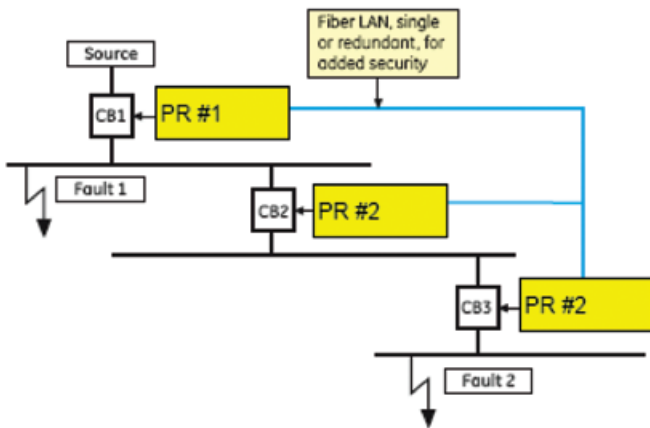 Fiber LAN, single
or redundant, for
added security
Source
CB1
PR #1
Fault 1
CB2
PR #2
CB3
PR #2
Fault 2